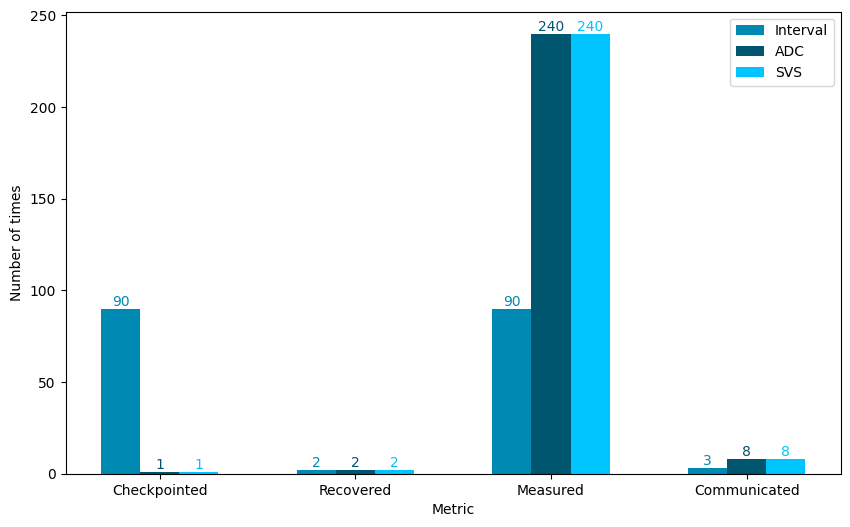 250
200
150
100
50
0
Number of times
90
1
1
2
2
2
90
240
240
3
8
8
Checkpointed
Recovered
Measured
Communicated
Metric
Interval
ADC
SVS